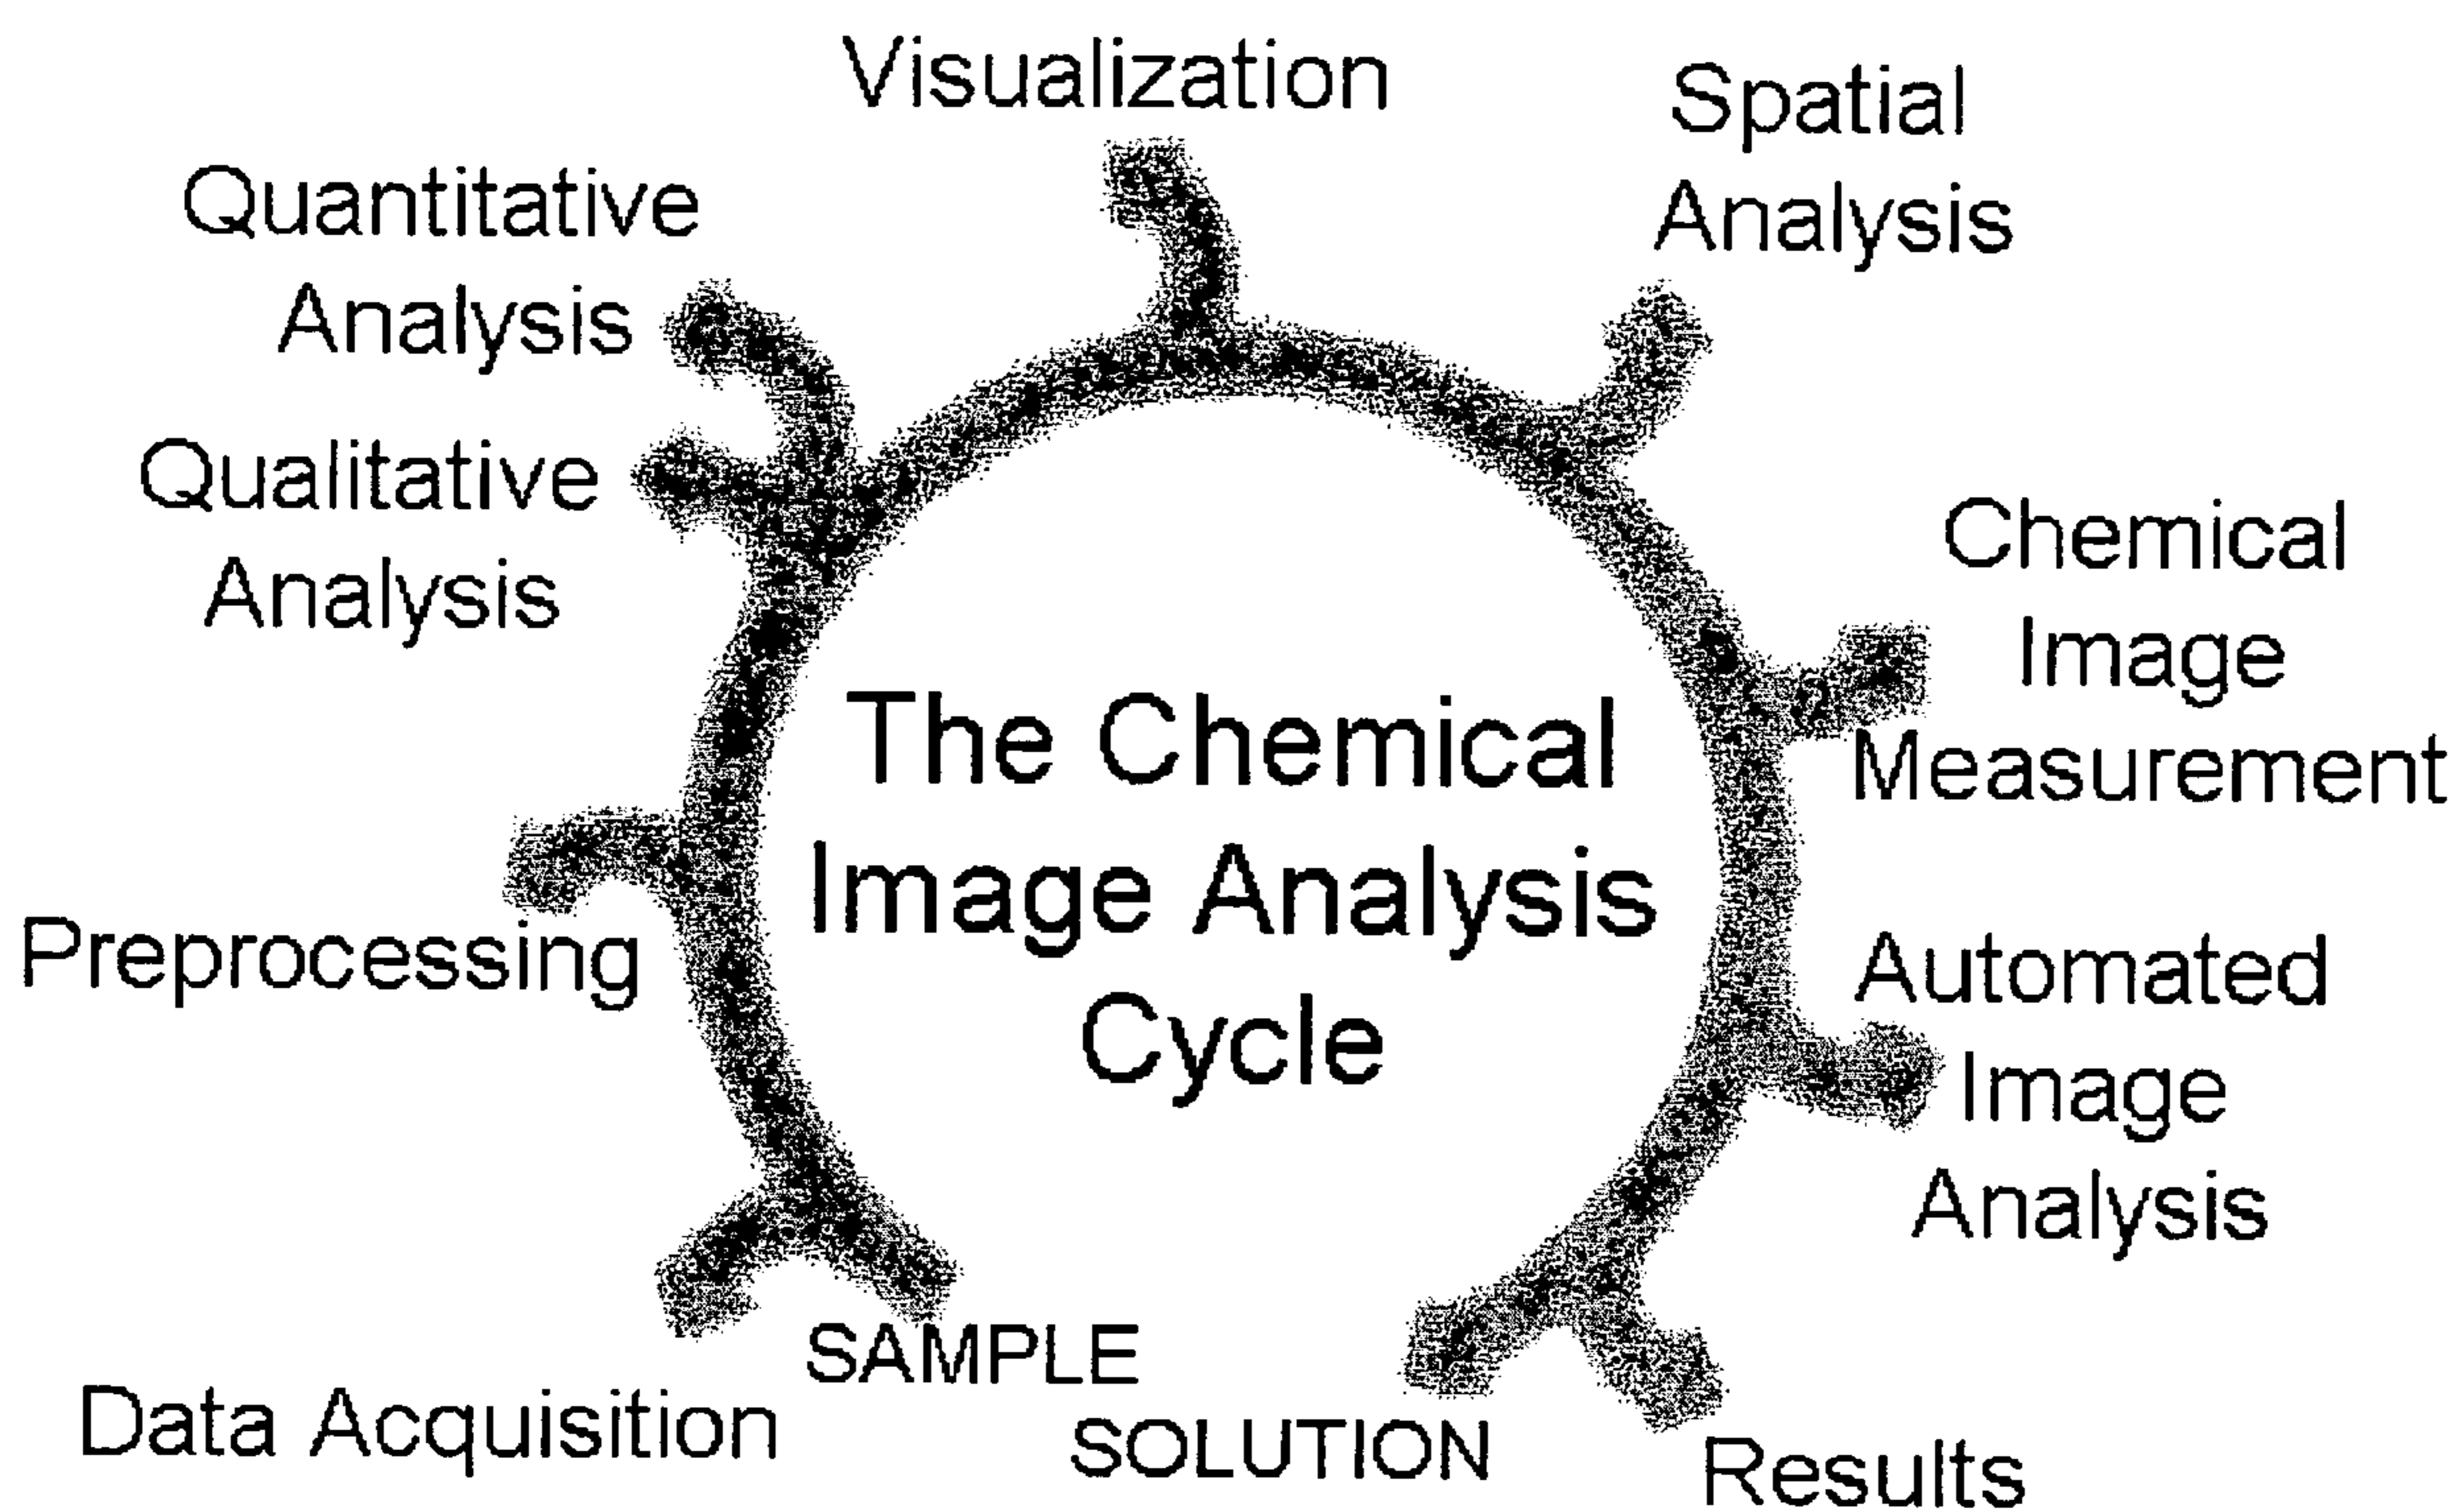 Visualization
Spatial
Analysis
Quantitative
Analysis
Qualitative
Analysis
Chemical
Image
Measurement
The Chemical
Image Analysis
Cycle
Preprocessing
Automated
Image
Analysis
SAMPLE
Data Acquisition
SOLUTION
Results